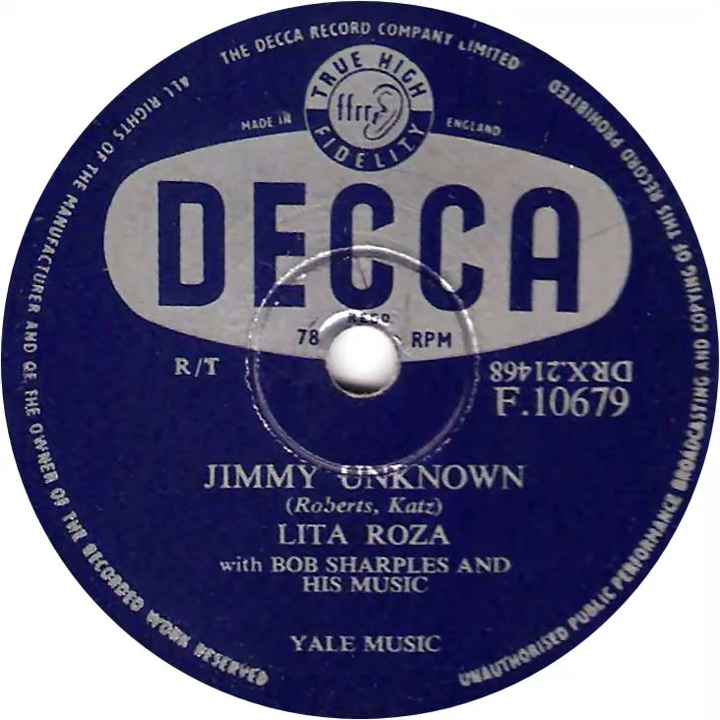 THE DECCA RECORD COMPANY LIMITED
ALL RIGHTS OF THE MANUFACTURER AND OF THE OWNER OF THE RECORDED WORK RESERVED
UNAUTHORISED PUBLIC PERFORMANCE BROADCASTING AND COPYING OF THIS RECORD PROHIBITED
TRUE HIGH
ffrr
FIDELITY
MADE IN ENGLAND
DECCA
REGD
78 RPM
R/T
DRX.21468
F.10679
JIMMY UNKNOWN
(Roberts, Katz)
LITA ROZA
with BOB SHARPLES AND
HIS MUSIC
YALE MUSIC